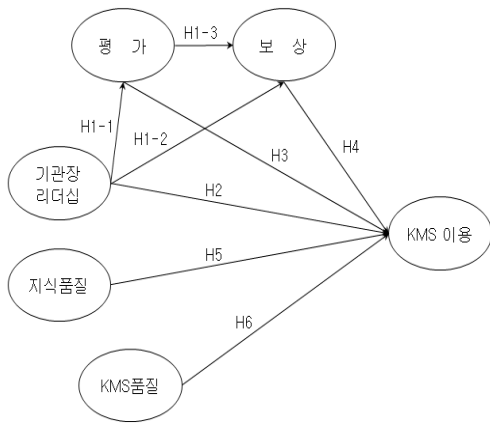 평 가
H1-3
보 상
H1-1
H1-2
H3
H4
기관장
리더십
H2
KMS 이용
H5
지식품질
H6
KMS품질